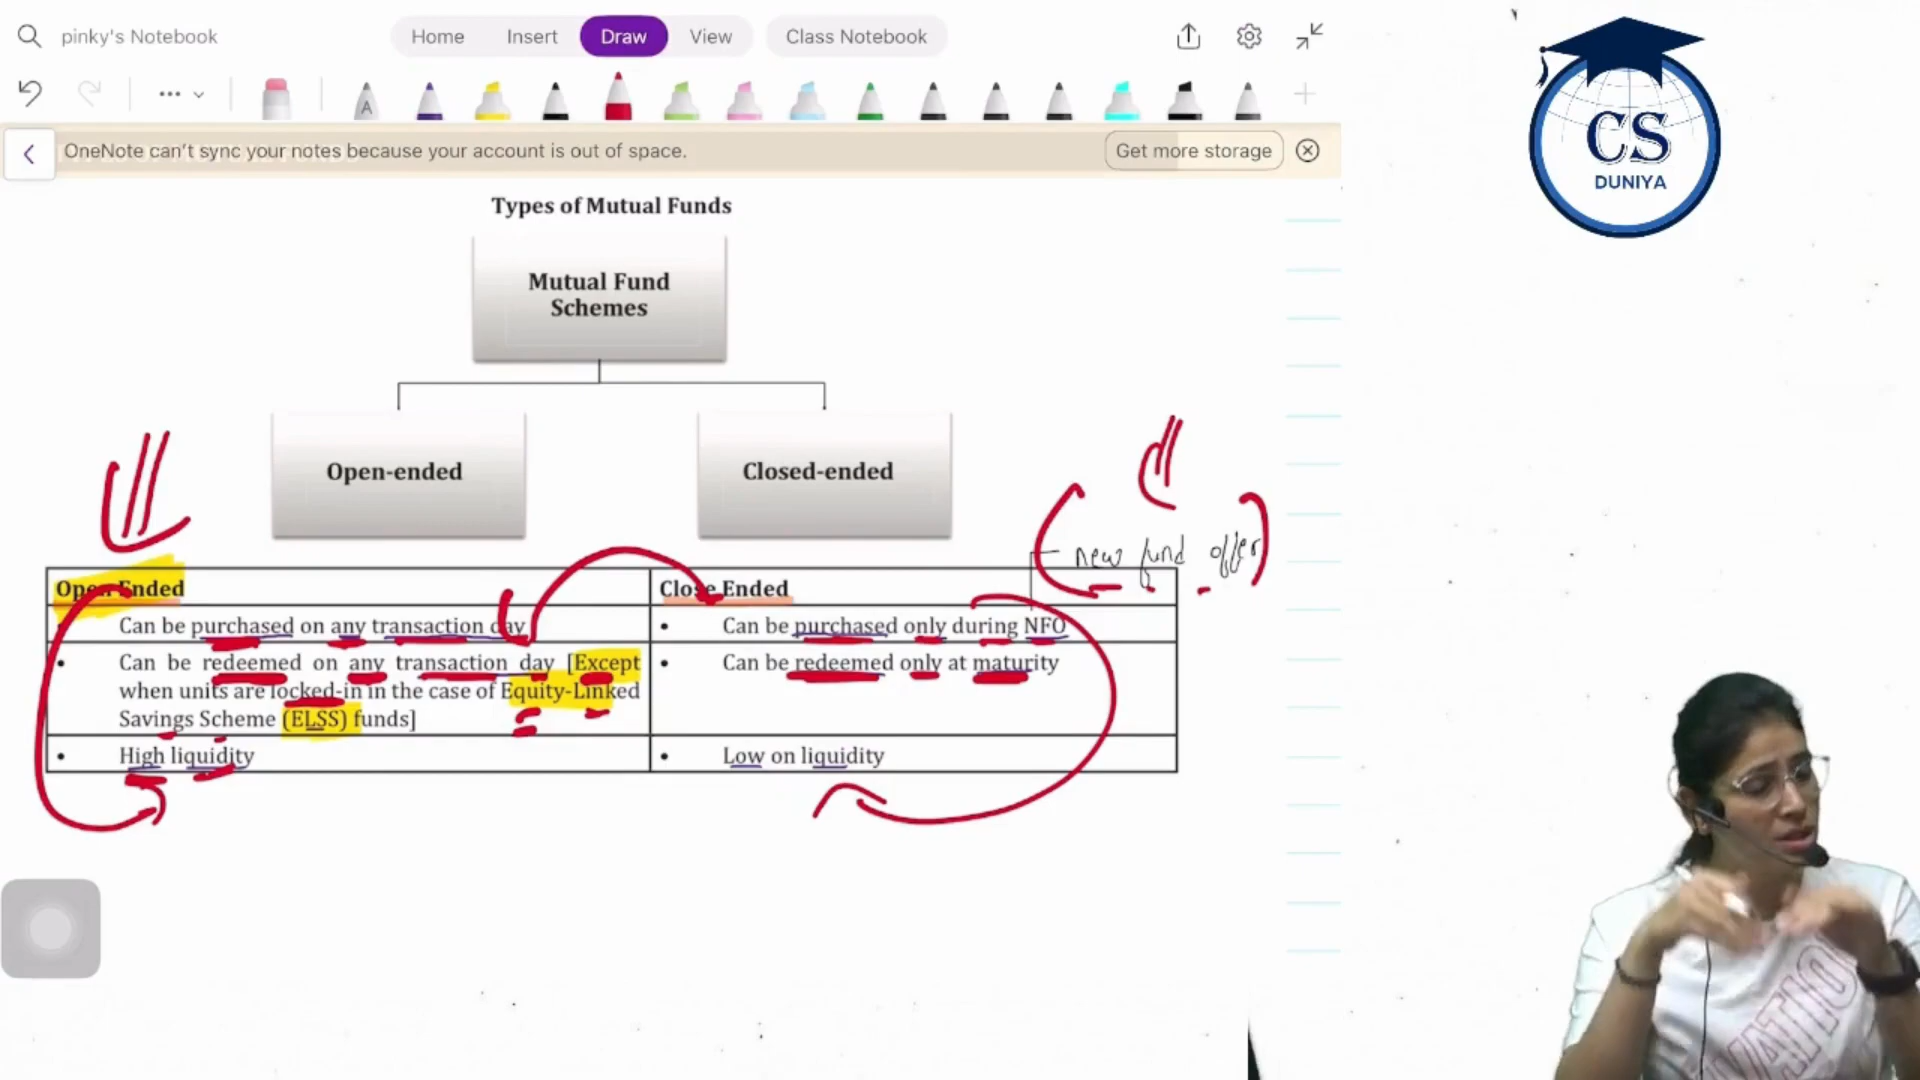 pinky's Notebook
Home
Insert
Draw
View
Class Notebook
A
OneNote can't sync your notes because your account is out of space.
Get more storage
CS
DUNIYA
Types of Mutual Funds
Mutual Fund
Schemes
Open-ended
Closed-ended
new fund offer
Open Ended
Close Ended
• Can be purchased on any transaction day
• Can be purchased only during NFO
• Can be redeemed on any transaction day [Except
when units are locked-in in the case of Equity-Linked
Savings Scheme (ELSS) funds]
• Can be redeemed only at maturity
• High liquidity
• Low on liquidity